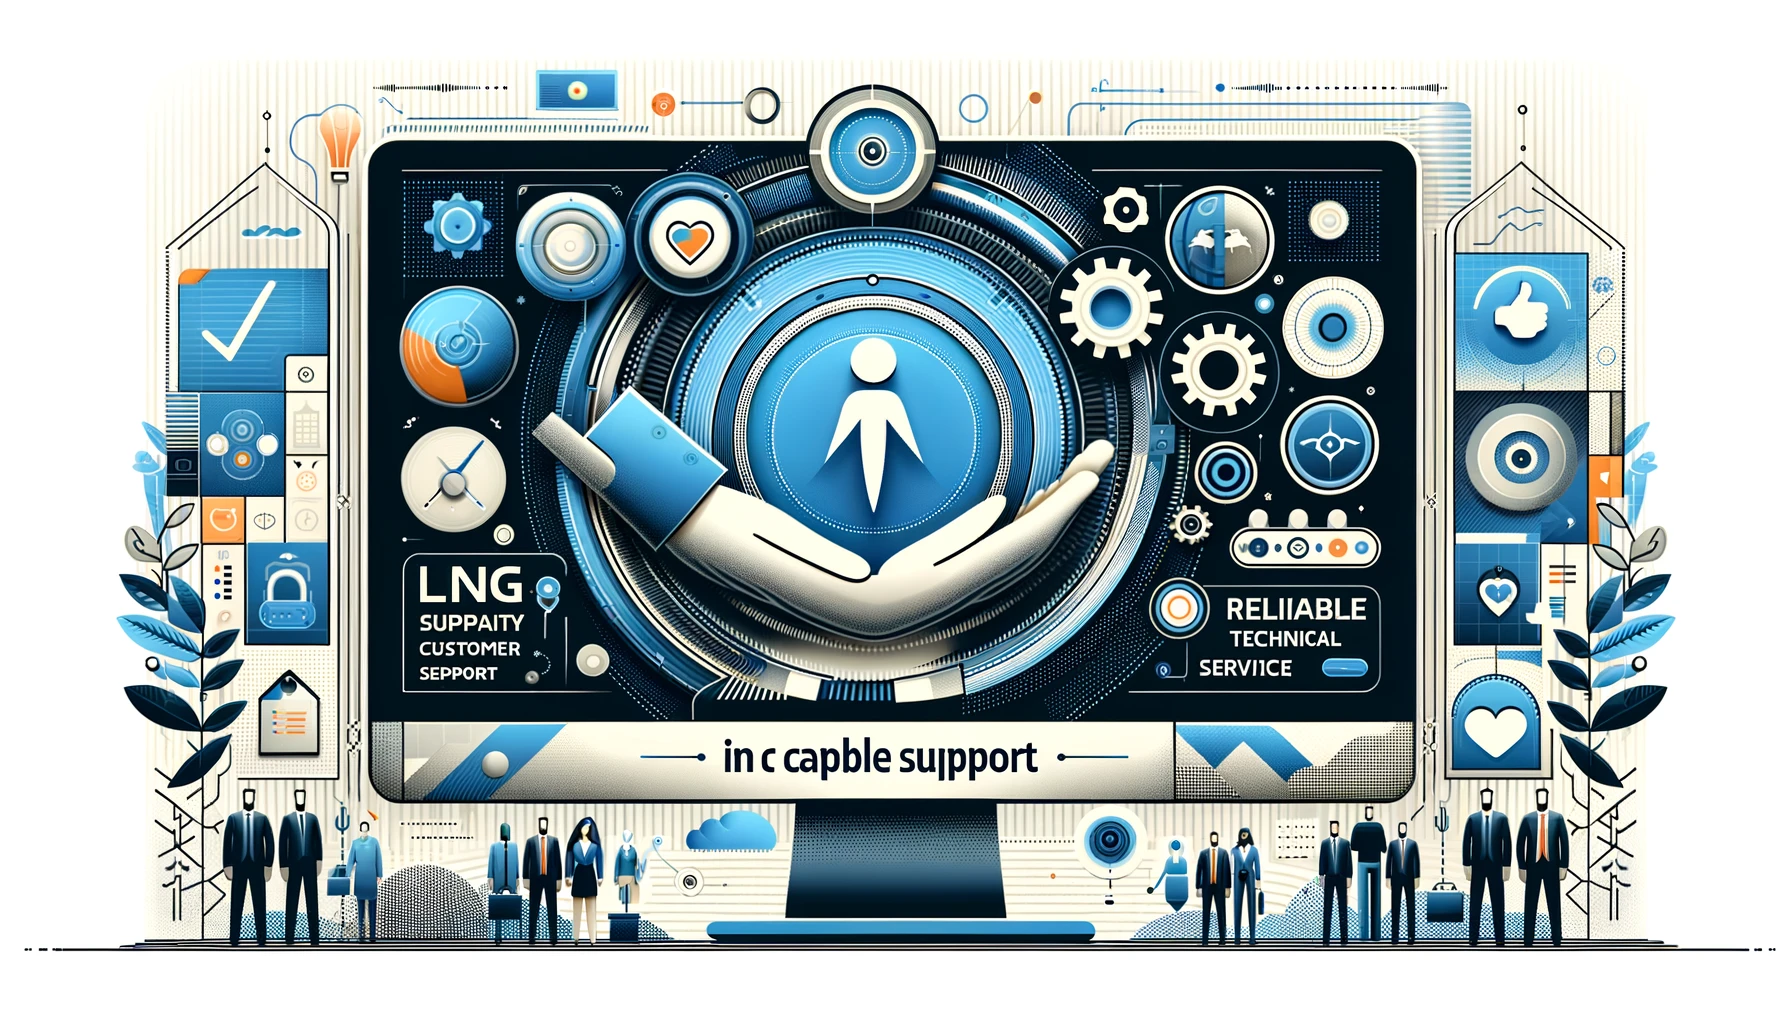 LNG
SUPPAITY
CUSTOMER
SEPPORT
RELIIABLE
TECHNICAL
SERVIICE
in c capble suppport